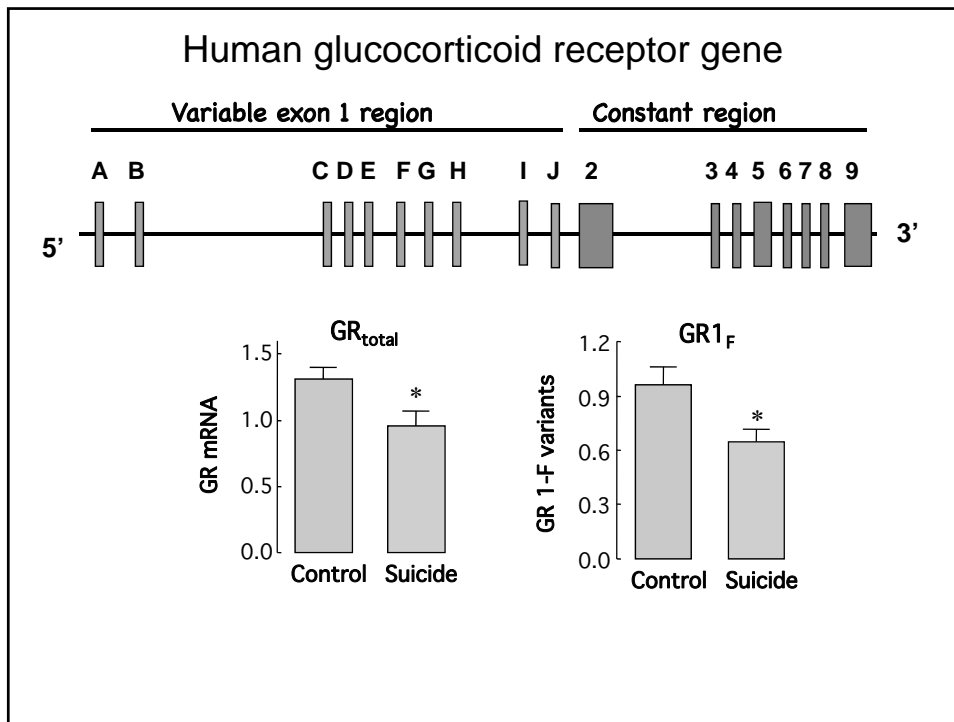 Human glucocorticoid receptor gene
Variable exon 1 region Constant region
A B C D E F G H I J 2 3 4 5 6 7 8 9
5’ 3’
GRtotal
GR mRNA
1.5
1.0
0.5
0.0
*
Control Suicide
GR1F
GR 1-F variants
1.2
0.9
0.6
0.3
0.0
*
Control Suicide